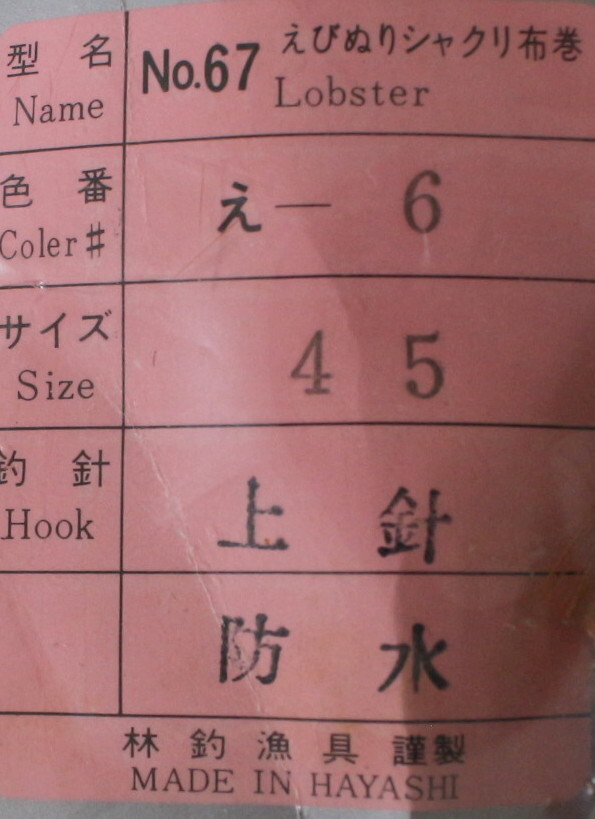 型名 No.67 えびぬりシャクリ布巻
Name Lobster
色番 え—6
Coler♯
サイズ 45
Size
釣針 上針
Hook
防水
林釣漁具謹製
MADE IN HAYASHI